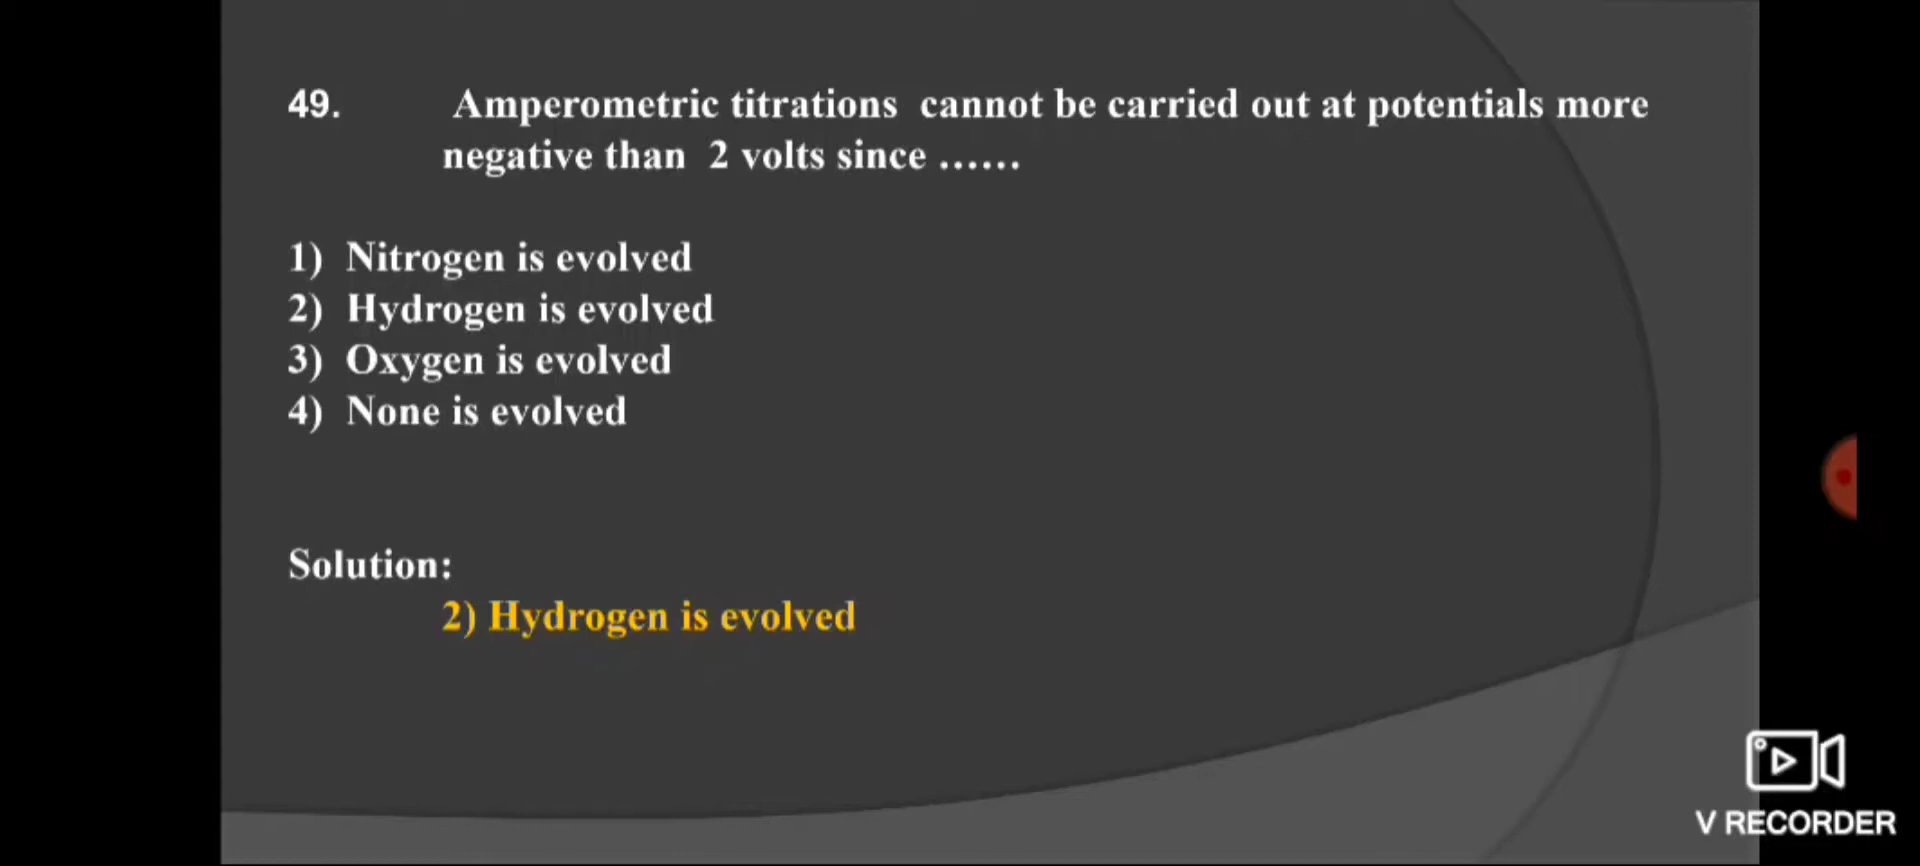 49. Amperometric titrations cannot be carried out at potentials more
negative than 2 volts since ......
1) Nitrogen is evolved
2) Hydrogen is evolved
3) Oxygen is evolved
4) None is evolved
Solution:
2) Hydrogen is evolved
V RECORDER